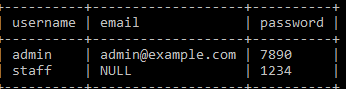 username | email | password
admin | admin@example.com | 7890
staff | NULL | 1234